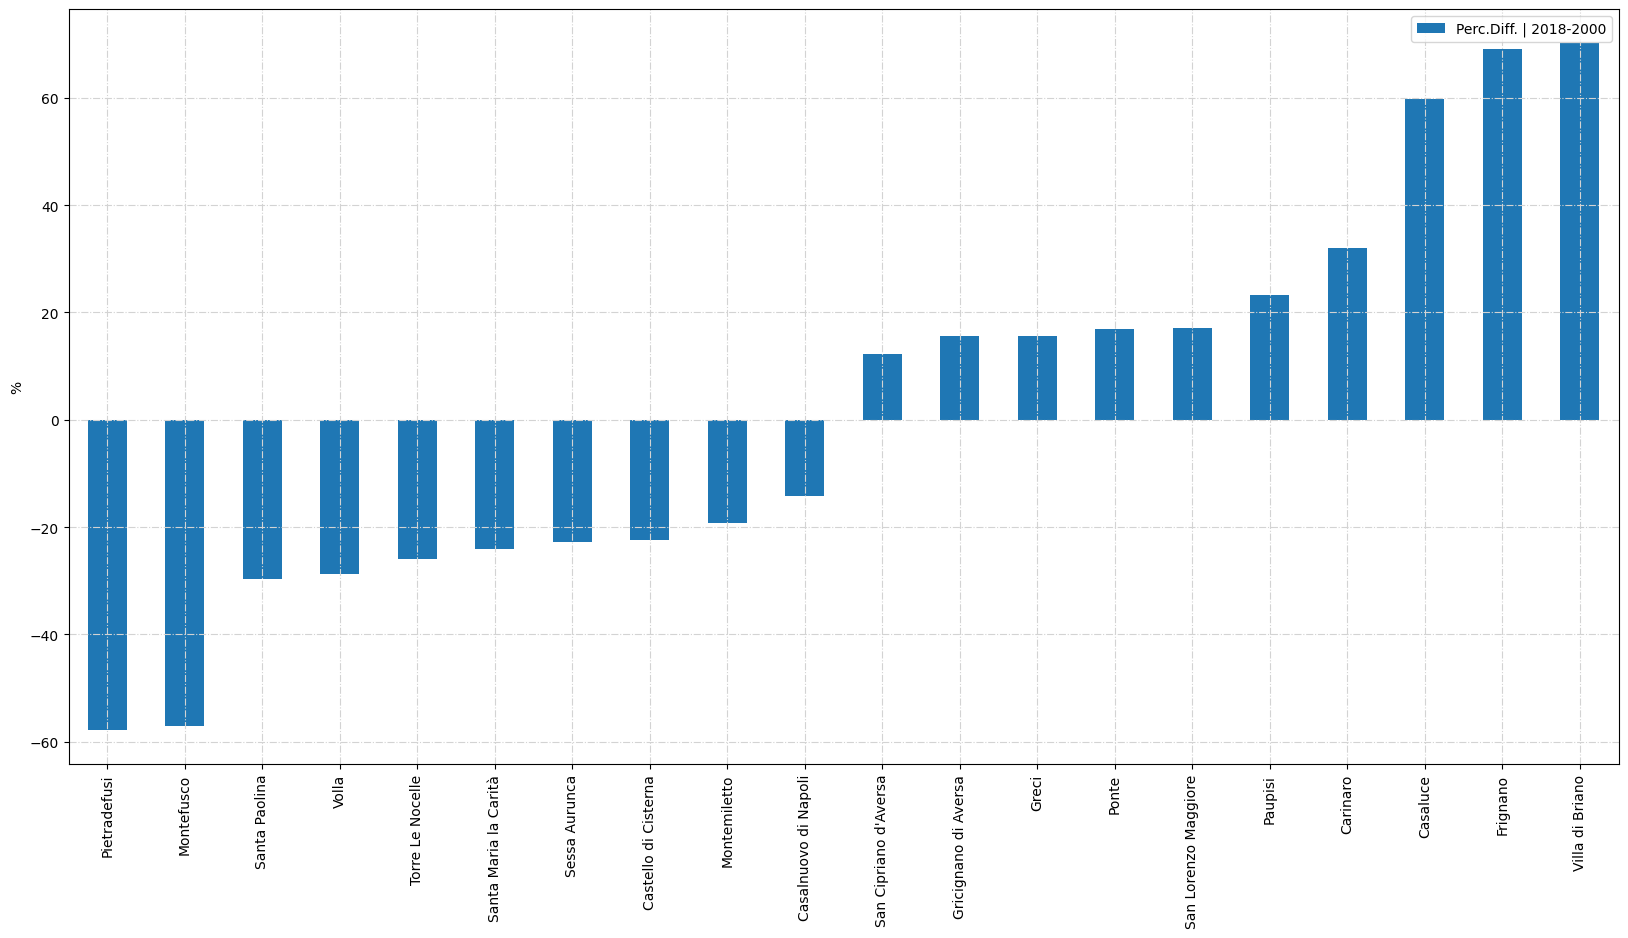 Perc.Diff. | 2018-2000
60
40
20
0
−20
−40
−60
%
Pietradefusi
Montefusco
Santa Paolina
Volla
Torre Le Nocelle
Santa Maria la Carità
Sessa Aurunca
Castello di Cisterna
Montemiletto
Casalnuovo di Napoli
San Cipriano d'Aversa
Gricignano di Aversa
Greci
Ponte
San Lorenzo Maggiore
Paupisi
Carinaro
Casaluce
Frignano
Villa di Briano